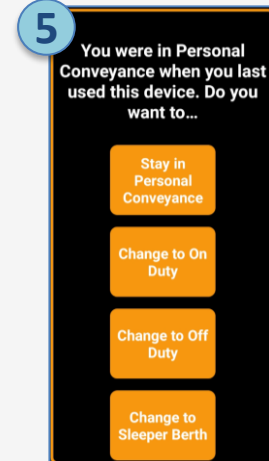 5
You were in Personal
Conveyance when you last
used this device. Do you
want to...
Stay in
Personal
Conveyance
Change to On
Duty
Change to Off
Duty
Change to
Sleeper Berth